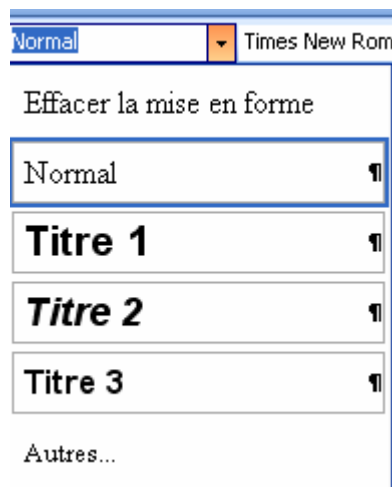 Normal Times New Rom
Effacer la mise en forme
Normal ¶
Titre 1 ¶
Titre 2 ¶
Titre 3 ¶
Autres...